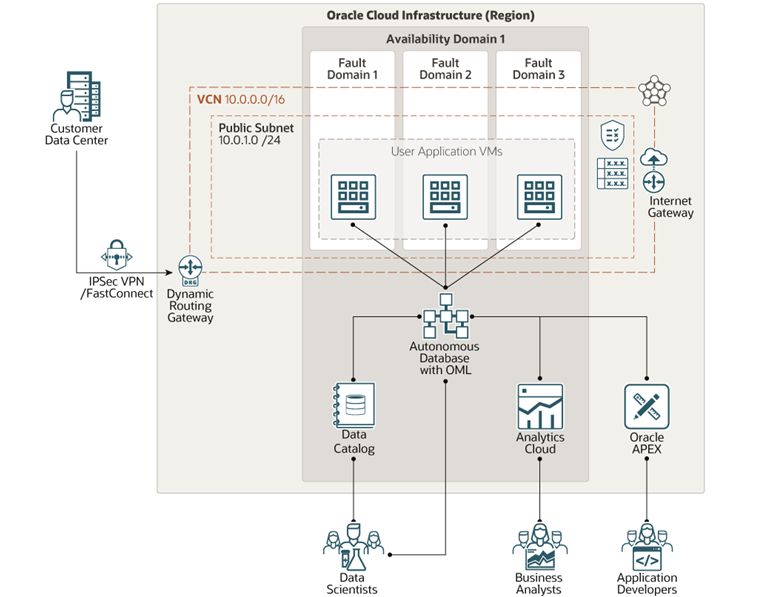 Oracle Cloud Infrastructure (Region)
Availability Domain 1
Fault
Domain 1
Fault
Domain 2
Fault
Domain 3
VCN 10.0.0.0/16
Public Subnet
10.0.1.0 /24
User Application VMs
Customer
Data Center
Internet
Gateway
IPSec VPN
/FastConnect
DRG
Dynamic
Routing
Gateway
Autonomous
Database
with OML
Data
Catalog
Analytics
Cloud
Oracle
APEX
Data
Scientists
Business
Analysts
Application
Developers